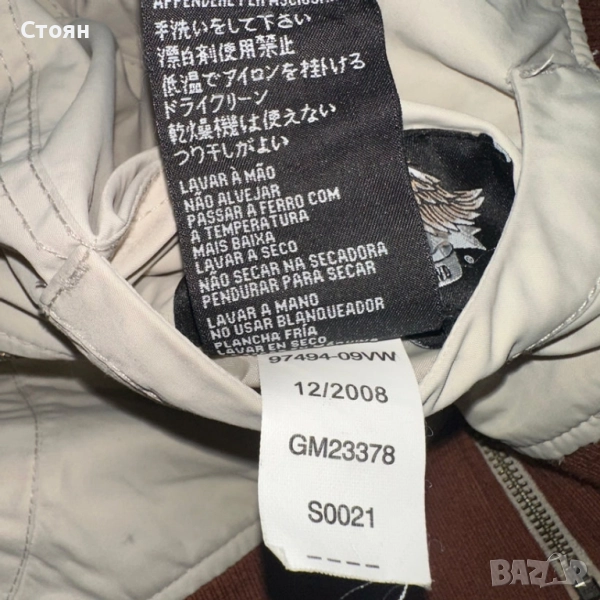 Стоян
APPENDERE PER ASCIUGARE
手洗いをして下さい
漂白剤使用禁止
低温でアイロンを掛ける
ドライクリーン
乾燥機は使えない
つり干しがよい
LAVAR À MÃO
NÃO ALVEJAR
PASSAR A FERRO COM
A TEMPERATURA
MAIS BAIXA
LAVAR A SECO
NÃO SECAR NA SECADORA
PENDURAR PARA SECAR
LAVAR A MANO
NO USAR BLANQUEADOR
PLANCHA FRÍA
LAVAR EN SECO
97494-09VW
12/2008
GM23378
S0021
----
BAZAR